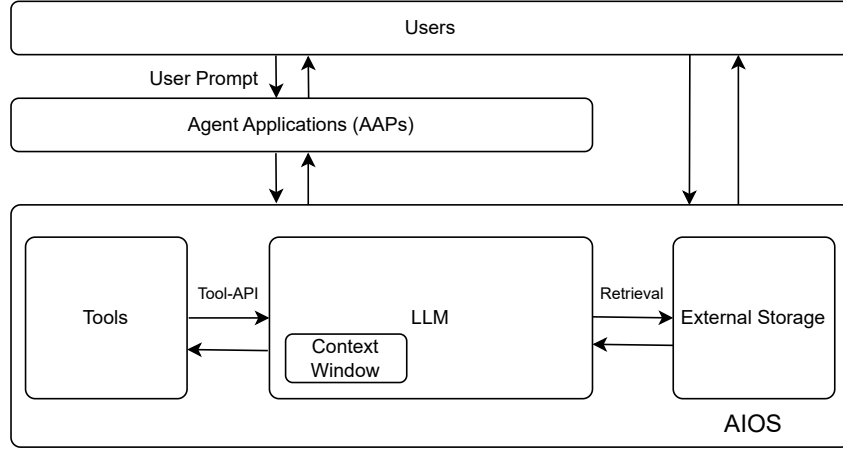 Users
User Prompt
Agent Applications (AAPs)
Tools
Tool-API
LLM
Context
Window
Retrieval
External Storage
AIOS